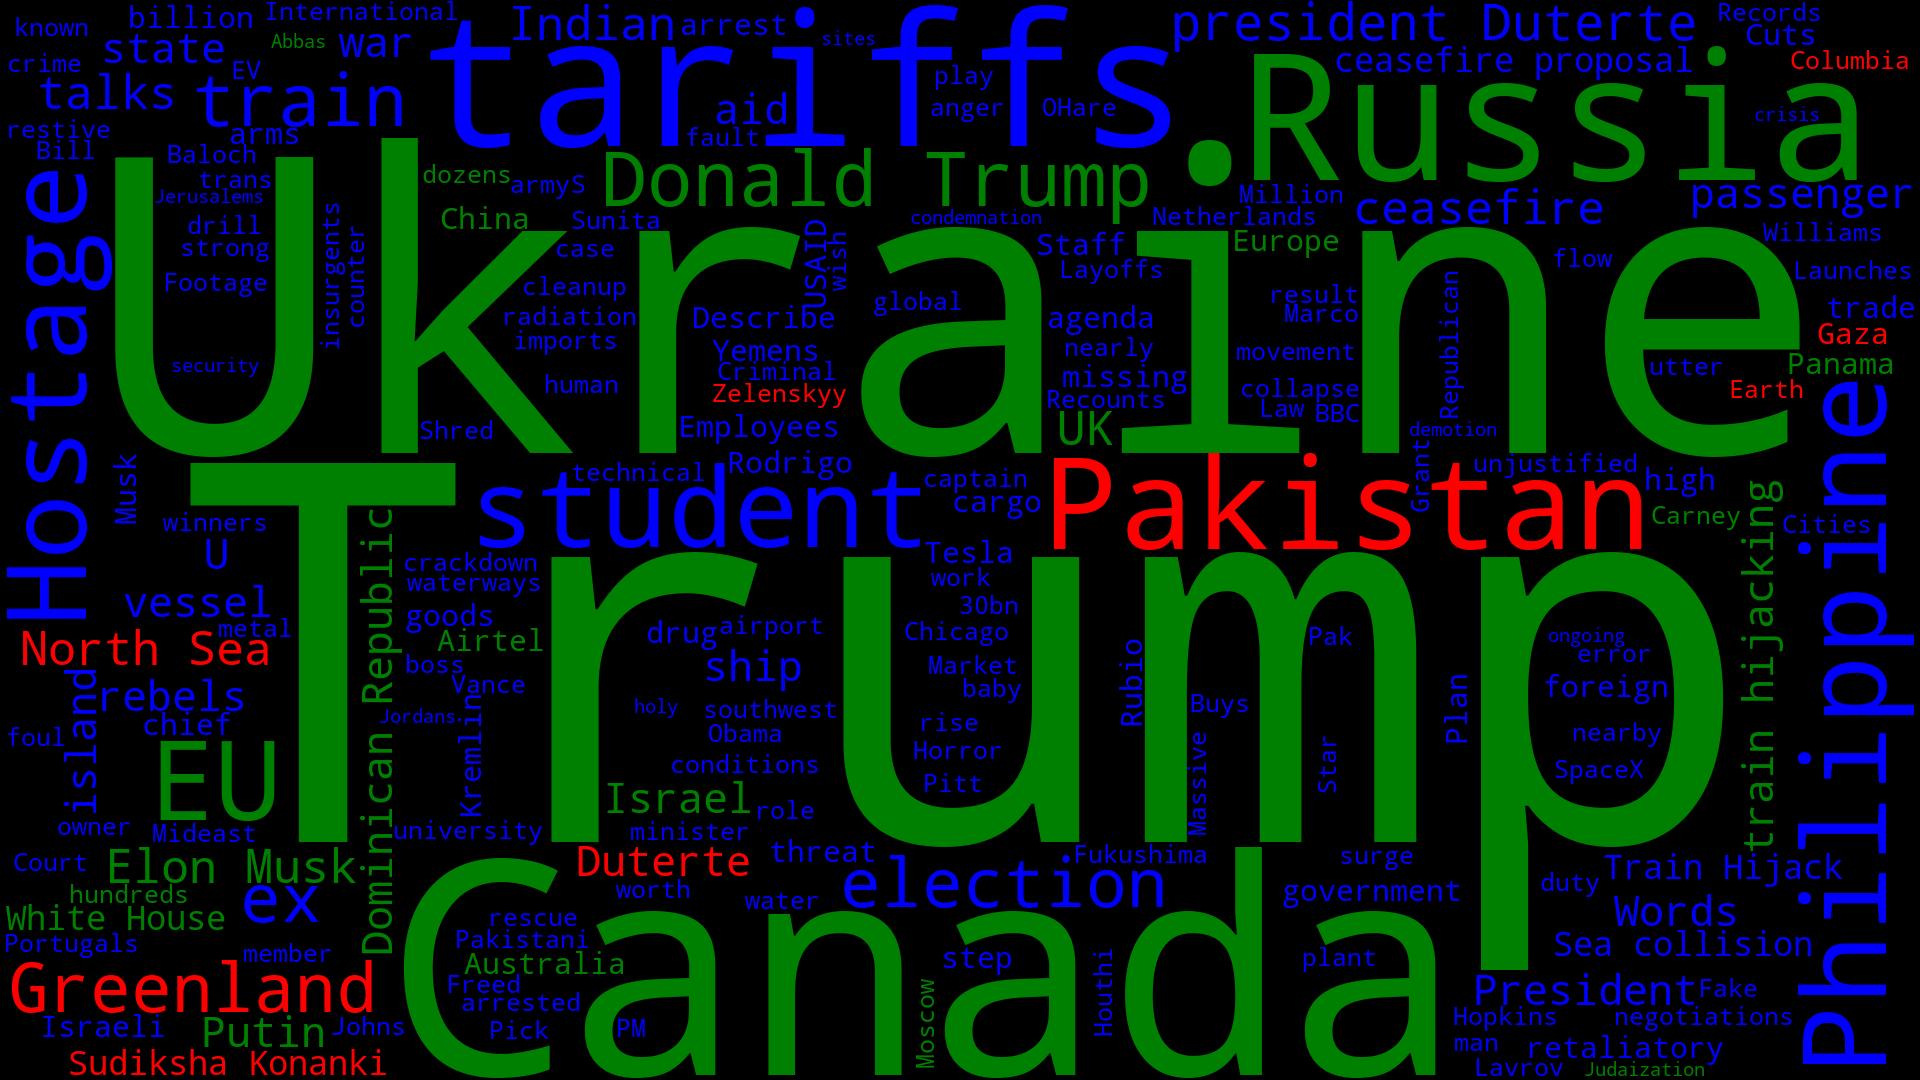 known
billion
International
Indian
arrest
tariffs
sites
president Duterte
Records
Cuts
crime
state
Abbas
war
EV
talks
train
play
anger
OHare
aid
fault
ceasefire proposal
Columbia
Russia
crisis
restive
Bill
arms
Baloch
trans
Jerusalems
drill
strong
Footage
security
insurgents
counter
Hostage
Ukraine
dozens
armyS
Donald Trump.
China
Sunita
case
cleanup
radiation
imports
human
Shred
condemnation
USAID
wish
Describe
Yemens
Criminal
Zelenskyy
Employees
global
Million
Netherlands
Staff
Layoffs
agenda
nearly
missing
Recounts
UK
Europe
ceasefire
passenger
Williams
Launches
flow
result
Marco
movement
collapse
Law
BBC
Republican
demotion
trade
Gaza
Panama
utter
Earth
Philippine
Musk
winners
U
vessel
metal
North Sea
island
rebels
chief
foul
EU
owner
Mideast
Trump
technical
Rodrigo
student
captain
cargo
Pakistan
Grant
unjustified
high
Carney
Cities
train hijacking
Dominican Republic
crackdown
waterways
goods
Airtel
boss
Vance
Jordans
Kremlin
university
drug
airport
ship
holy
southwest
Obama
conditions
Israel
role
minister
Tesla
work
30bn
Chicago
Market
baby
rise
Horror
Pitt
Rubio
Buys
Massive
Pak
Star
Plan
ongoing
error
foreign
nearby
SpaceX
Court
Elon Musk
hundreds
ex
White House
Portugals
member
Greenland
Israeli
Putin
Johns
Sudiksha Konanki
Duterte
threat
Fukushima
surge
worth
water
election
government
duty
Train Hijack
Words
Sea collision
Canada
rescue
Pakistani
Australia
Freed
arrested
Pick
PM
Moscow
step
Houthi
plant
President
Fake
Hopkins
negotiations
man
retaliatory
Lavrov
Judaization